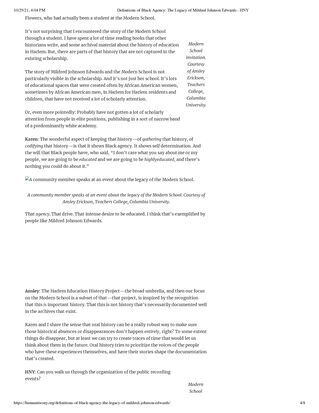 10/29/21, 4:04 PM
Definitions of Black Agency: The Legacy of Mildred Johnson Edwards - HNY
Flowers, who had actually been a student at the Modern School.
It's not surprising that I encountered the story of the Modern School
through a student. I have spent a lot of time reading books that other
historians write, and some archival material about the history of education
in Harlem. But, there are parts of that history that are not captured in the
existing scholarship.
Modern
School
Invitation.
Courtesy
of Ansley
Erickson,
Teachers
College,
Columbia
University.
The story of Mildred Johnson Edwards and the Modern School is not
particularly visible in the scholarship. And it's not just her school. It's lots
of educational spaces that were created often by African American women,
sometimes by African American men, in Harlem for Harlem residents and
children, that have not received a lot of scholarly attention.
Or, even more pointedly: Probably have not gotten a lot of scholarly
attention from people in elite positions, publishing in a sort of narrow band
of a predominantly white academy.
Karen: The wonderful aspect of keeping that history—of authoring that history, of
codifying that history—is that it shows Black agency. It shows self-determination. And
the will that Black people have, who said, "I don't care what you say about me or my
people, we are going to be educated and we are going to be highly educated, and there's
nothing you could do about it."
A community member speaks at an event about the legacy of the Modern School.
A community member speaks at an event about the legacy of the Modern School. Courtesy of
Ansley Erickson, Teachers College, Columbia University.
That agency. That drive. That intense desire to be educated. I think that's exemplified by
people like Mildred Johnson Edwards.
Ansley: The Harlem Education History Project—the broad umbrella, and then our focus
on the Modern School is a subset of that—that project, is inspired by the recognition
that this is important history. That this is not history that's necessarily documented well
in the archives that exist.
Karen and I share the sense that oral history can be a really robust way to make sure
those historical absences or disappearances don't happen entirely, right? To some extent
things do disappear, but at least we can try to create traces of time that would let us
think about them in the future. Oral history tries to prioritize the voices of the people
who have these experiences themselves, and have their stories shape the documentation
that's created.
HNY: Can you walk us through the organization of the public recording
events?
Modern
School
https://humanitiesny.org/definitions-of-black-agency-the-legacy-of-mildred-johnson-edwards/
4/8